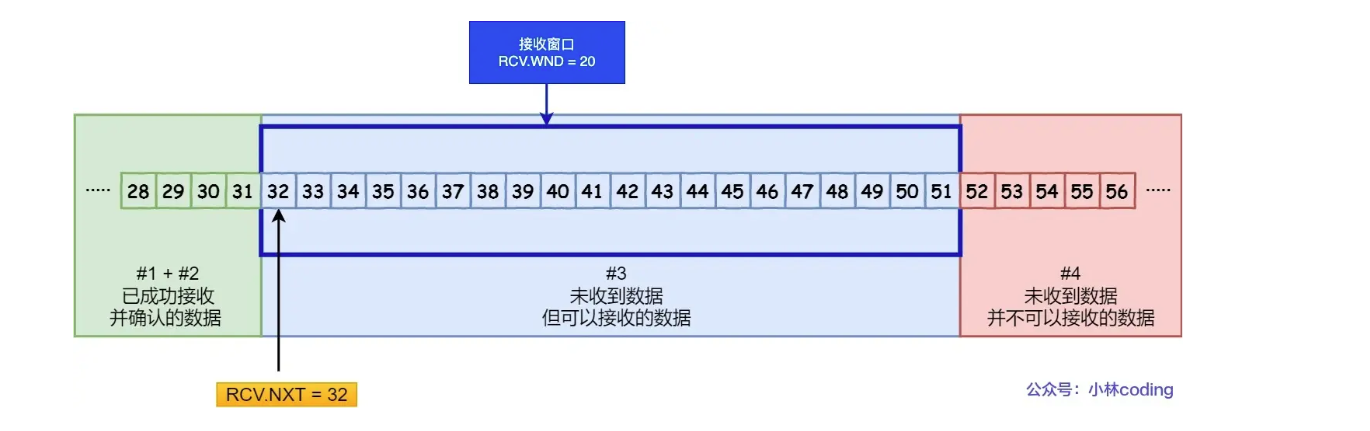 接收窗口
RCV.WND = 20
..... 28 29 30 31 32 33 34 35 36 37 38 39 40 41 42 43 44 45 46 47 48 49 50 51 52 53 54 55 56 .....
#1 + #2
已成功接收
并确认的数据
#3
未收到数据
但可以接收的数据
#4
未收到数据
并不可以接收的数据
RCV.NXT = 32
公众号：小林coding